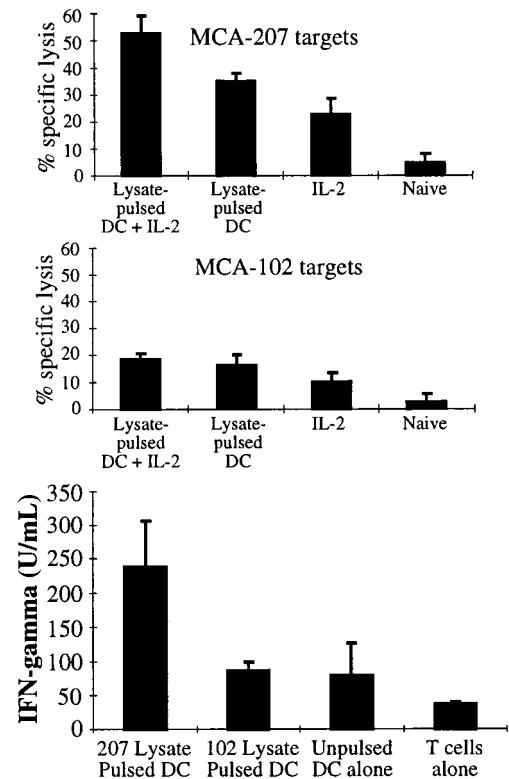 MCA-207 targets
% specific lysis
60
50
40
30
20
10
0
Lysate- Lysate- IL-2 Naive
pulsed pulsed
DC + IL-2 DC
MCA-102 targets
% specific lysis
60
50
40
30
20
10
0
Lysate- Lysate- IL-2 Naive
pulsed pulsed
DC + IL-2 DC
IFN-gamma (U/mL)
350
300
250
200
150
100
50
0
207 Lysate 102 Lysate Unpulsed T cells
Pulsed DC Pulsed DC DC alone alone